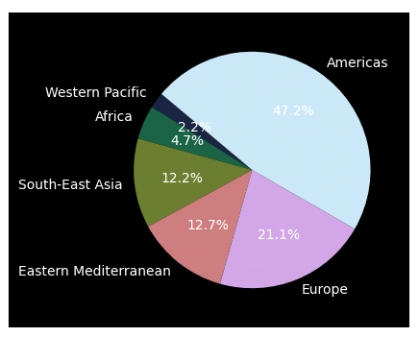 Americas
47.2%
Western Pacific
2.2%
Africa
4.7%
South-East Asia
12.2%
Eastern Mediterranean
12.7%
Europe
21.1%